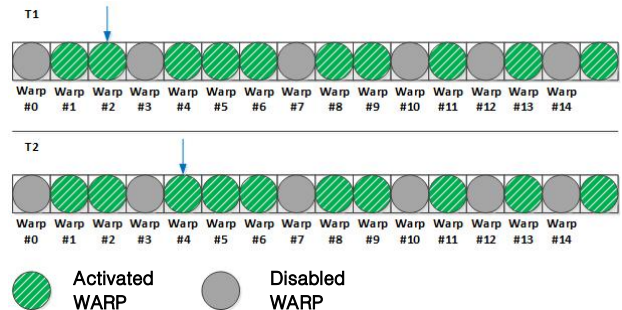 T1
Warp Warp Warp Warp Warp Warp Warp Warp Warp Warp Warp Warp Warp Warp Warp
#0 #1 #2 #3 #4 #5 #6 #7 #8 #9 #10 #11 #12 #13 #14
T2
Warp Warp Warp Warp Warp Warp Warp Warp Warp Warp Warp Warp Warp Warp Warp
#0 #1 #2 #3 #4 #5 #6 #7 #8 #9 #10 #11 #12 #13 #14
Activated Disabled
WARP WARP